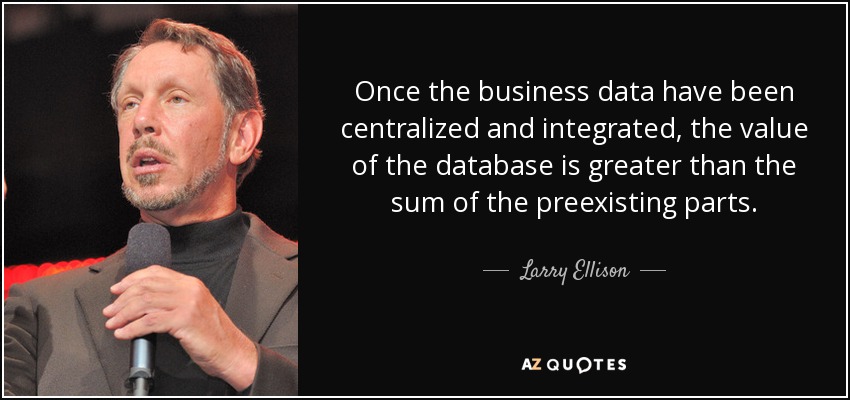 Once the business data have been
centralized and integrated, the value
of the database is greater than the
sum of the preexisting parts.
Larry Ellison
AZ QUOTES